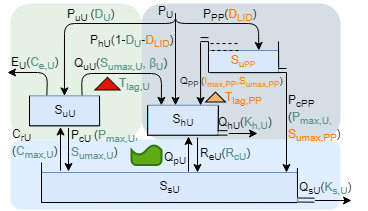 P_uU(D_U)
P_U
P_PP(D_LID)
P_hU(1-D_U-D_LID)
E_U(C_e,U)
Q_uU(S_umax,U, β_U)
S_uPP
T_lag,U
Q_PP(I_max,PP,S_umax,PP)
T_lag,PP
S_uU
S_hU
Q_hU(K_h,U)
P_cPP
(P_max,U,
S_umax,PP)
C_rU
(C_max,U)
P_cU(P_max,U,
S_umax,U)
Q_pU
R_eU(R_cU)
S_sU
Q_sU(K_s,U)